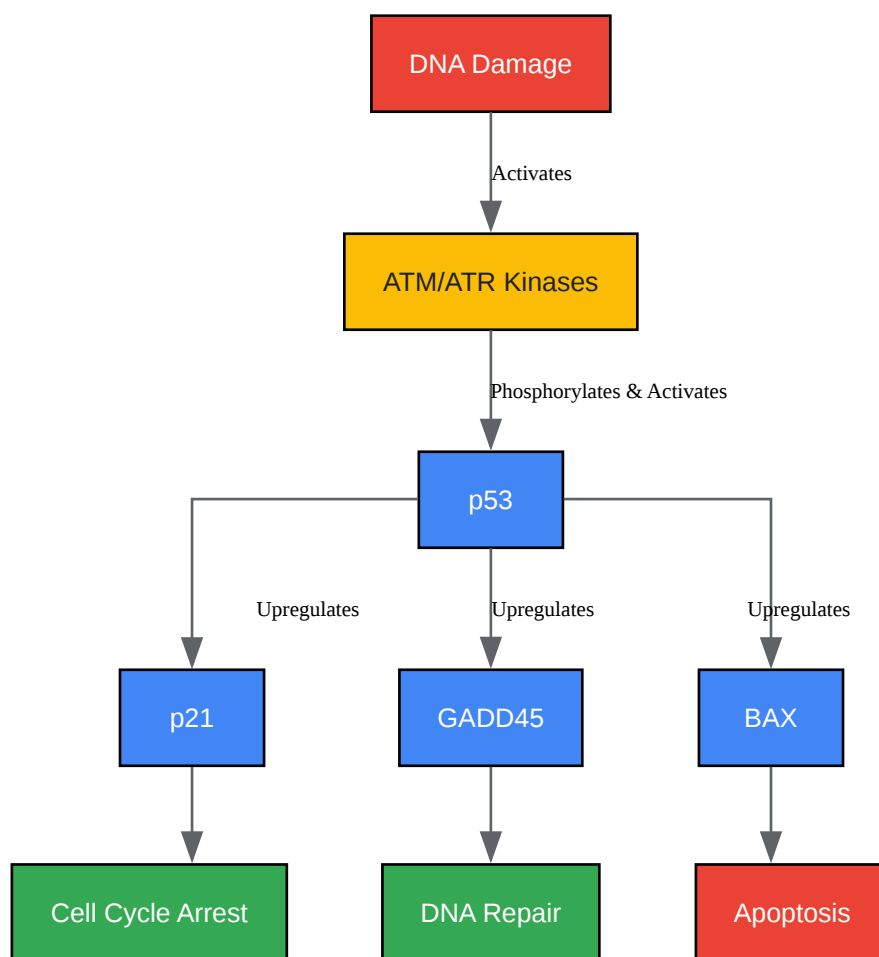 DNA Damage
Activates
ATM/ATR Kinases
Phosphorylates & Activates
p53
Upregulates
Upregulates
Upregulates
p21
GADD45
BAX
Cell Cycle Arrest
DNA Repair
Apoptosis